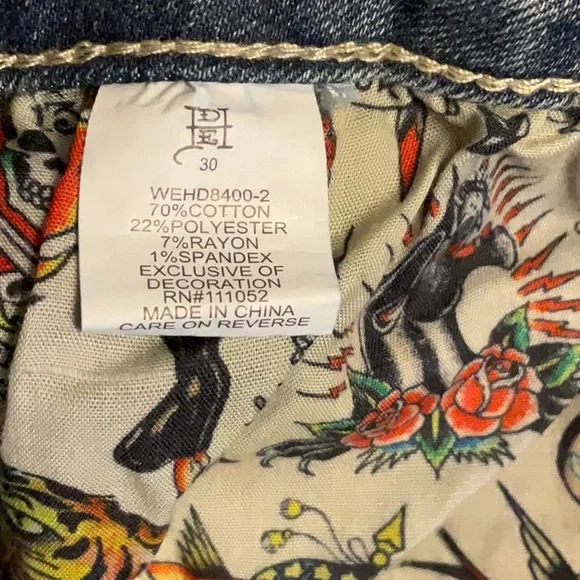 DHE
30
WEHD8400-2
70%COTTON
22%POLYESTER
7%RAYON
1%SPANDEX
EXCLUSIVE OF
DECORATION
RN#111052
MADE IN CHINA
CARE ON REVERSE